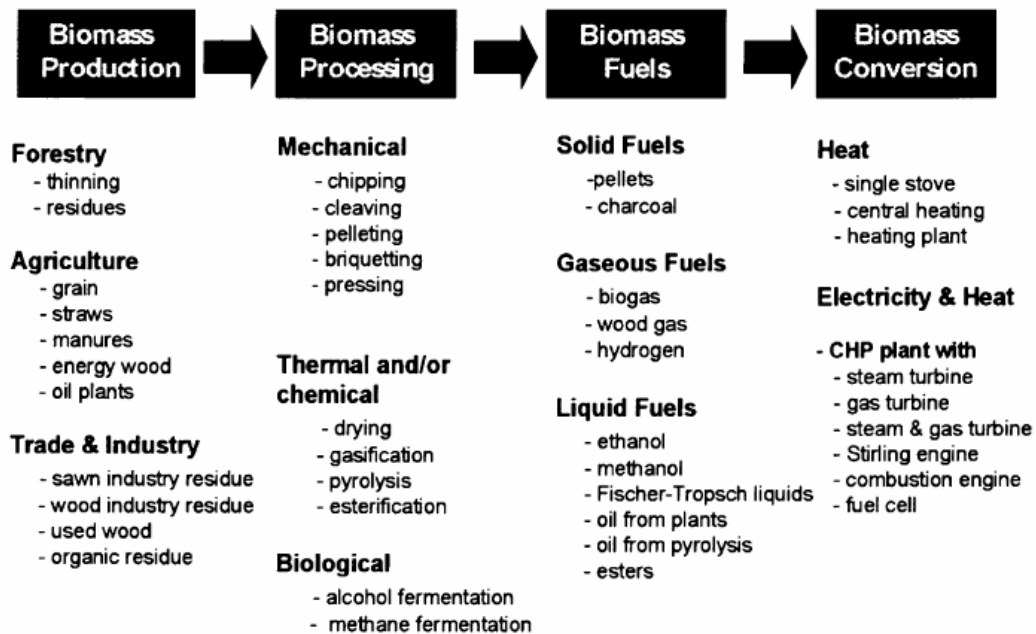 Biomass
Production
Biomass
Processing
Biomass
Fuels
Biomass
Conversion
Forestry
- thinning
- residues
Agriculture
- grain
- straws
- manures
- energy wood
- oil plants
Trade & Industry
- sawn industry residue
- wood industry residue
- used wood
- organic residue
Mechanical
- chipping
- cleaving
- pelleting
- briquetting
- pressing
Thermal and/or
chemical
- drying
- gasification
- pyrolysis
- esterification
Biological
- alcohol fermentation
- methane fermentation
Solid Fuels
-pellets
- charcoal
Gaseous Fuels
- biogas
- wood gas
- hydrogen
Liquid Fuels
- ethanol
- methanol
- Fischer-Tropsch liquids
- oil from plants
- oil from pyrolysis
- esters
Heat
- single stove
- central heating
- heating plant
Electricity & Heat
- CHP plant with
- steam turbine
- gas turbine
- steam & gas turbine
- Stirling engine
- combustion engine
- fuel cell